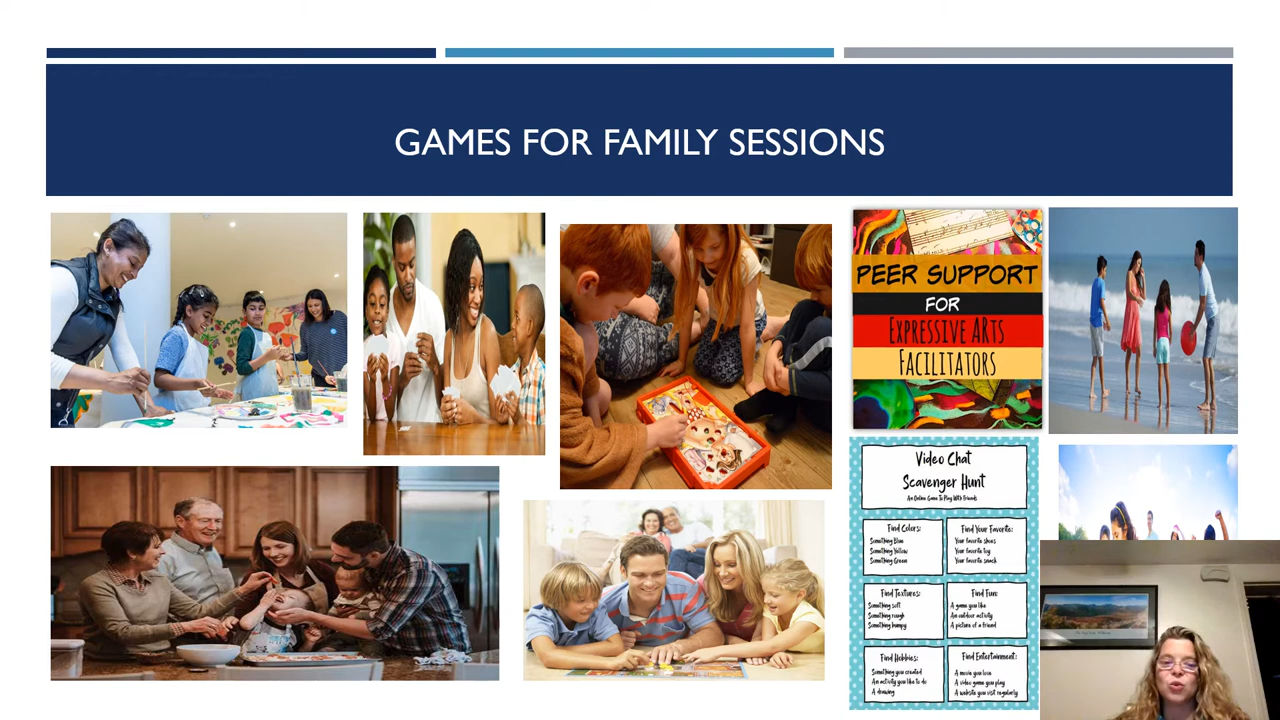 GAMES FOR FAMILY SESSIONS
PEER SUPPORT
FOR
EXPRESSIVE ARTS
FACILITATORS
Video Chat
Scavenger Hunt
An Online Game To Play With Friends
Find Colors:
Something Blue
Something Yellow
Something Green
Find Your Favorite:
Your favorite shoes
Your favorite toy
Your favorite snack
Find Textures:
Something soft
Something rough
Something bumpy
Find Fun:
A game you like
An outdoor activity
A picture of a friend
Find Hobbies:
Something you created
An activity you like to do
A drawing
Find Entertainment:
A movie you love
A video game you play
A website you visit regularly